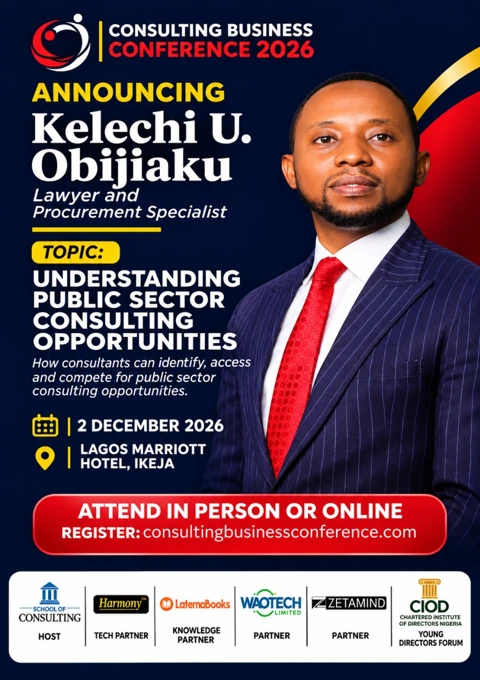 CONSULTING BUSINESS
CONFERENCE 2026
ANNOUNCING
Kelechi U.
Obijiaku
Lawyer and
Procurement Specialist
TOPIC:
UNDERSTANDING
PUBLIC SECTOR
CONSULTING
OPPORTUNITIES
How consultants can identify, access
and compete for public sector
consulting opportunities.
2 DECEMBER 2026
LAGOS MARRIOTT
HOTEL, IKEJA
ATTEND IN PERSON OR ONLINE
REGISTER: consultingbusinessconference.com
SCHOOL OF
CONSULTING
HOST
Harmony™
TECH PARTNER
LaternaBooks
KNOWLEDGE
PARTNER
WAOTECH
LIMITED
PARTNER
ZETAMIND
PARTNER
CIOD
CHARTERED INSTITUTE
OF DIRECTORS NIGERIA
YOUNG
DIRECTORS FORUM